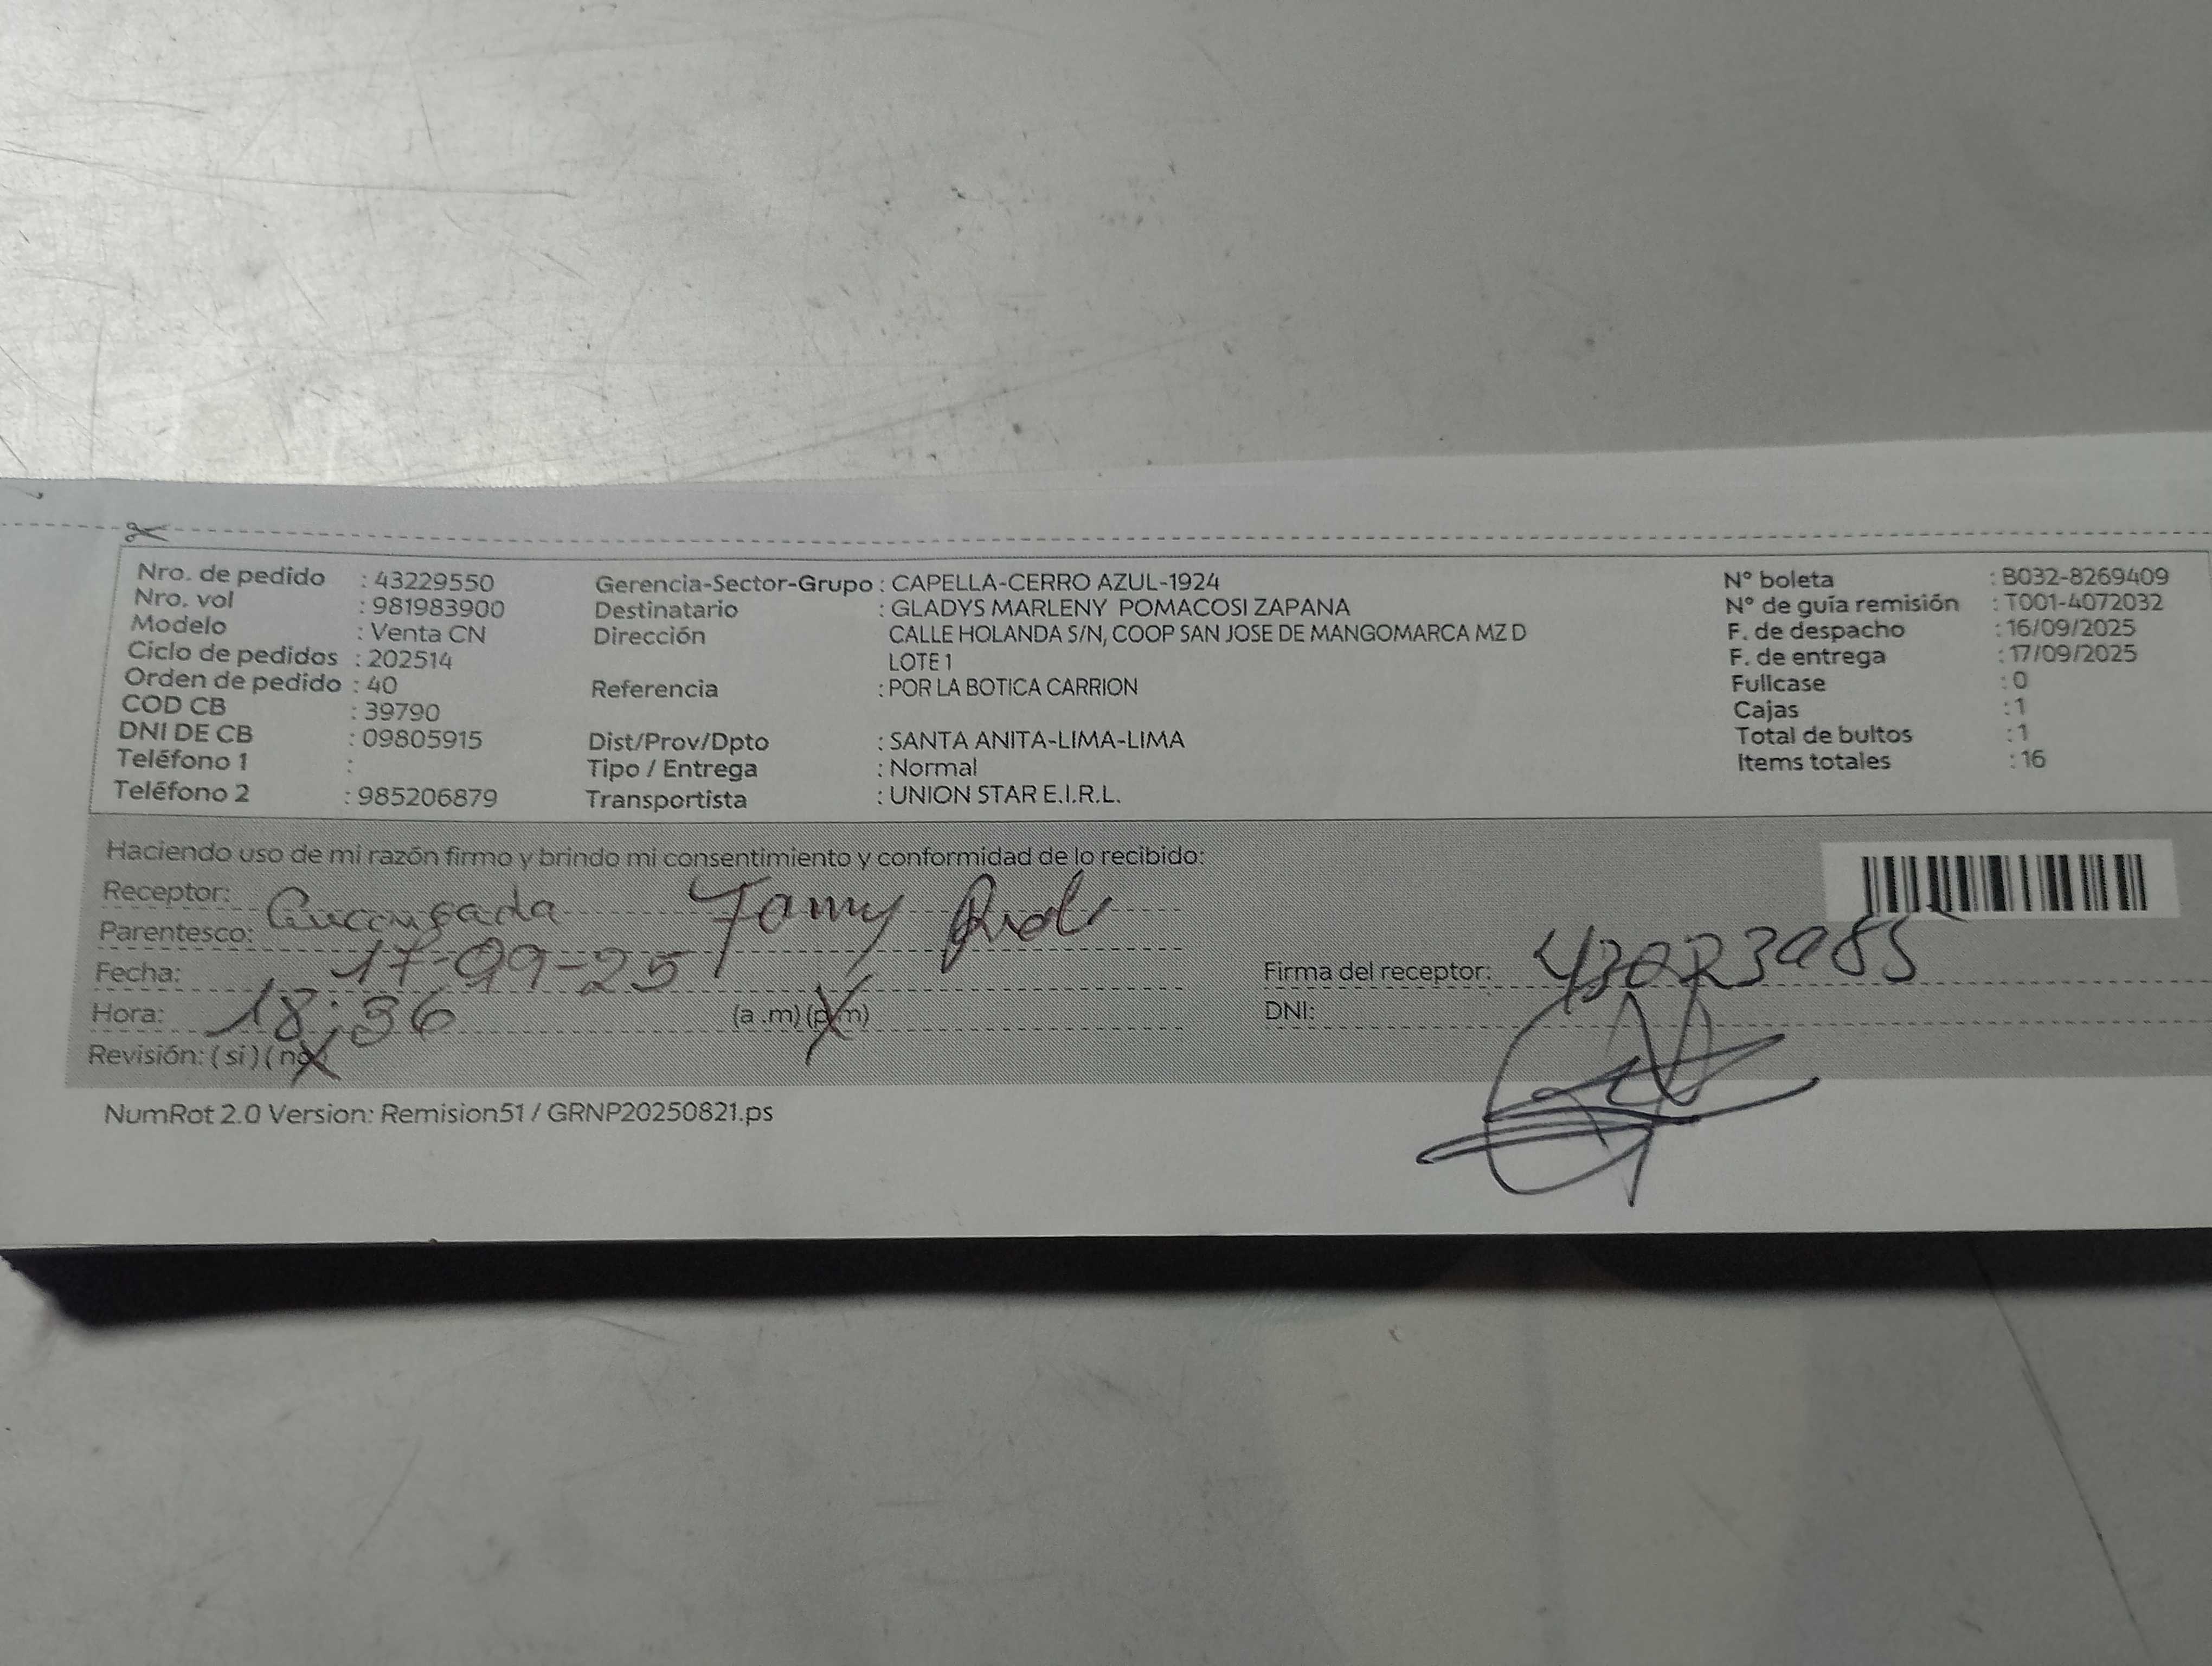 Nro. de pedido : 43229550
Nro. vol : 981983900
Modelo : Venta CN
Ciclo de pedidos : 202514
Orden de pedido : 40
COD CB : 39790
DNI DE CB : 09805915
Teléfono 1 :
Teléfono 2 : 985206879
Gerencia-Sector-Grupo : CAPELLA-CERRO AZUL-1924
Destinatario : GLADYS MARLENY POMACOSI ZAPANA
Dirección CALLE HOLANDA S/N, COOP SAN JOSE DE MANGOMARCA MZ D
LOTE 1
Referencia : POR LA BOTICA CARRION
Dist/Prov/Dpto : SANTA ANITA-LIMA-LIMA
Tipo / Entrega : Normal
Transportista : UNION STAR E.I.R.L.
N° boleta : B032-8269409
N° de guía remisión : T001-4072032
F. de despacho : 16/09/2025
F. de entrega : 17/09/2025
Fullcase : 0
Cajas : 1
Total de bultos : 1
Items totales : 16
Haciendo uso de mi razón firmo y brindo mi consentimiento y conformidad de lo recibido:
Receptor: Tamy
Parentesco:
Fecha: 17-09-25
Hora: 18:36 (a .m) (p.m)
Revisión: ( si ) ( no )
Firma del receptor:
DNI:
NumRot 2.0 Version: Remision51 / GRNP20250821.ps